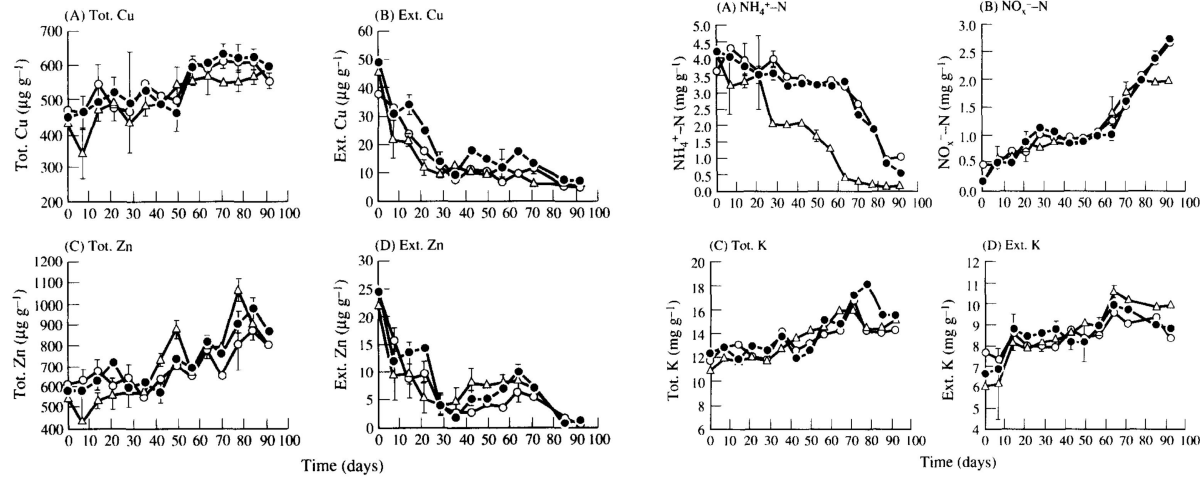 (A) Tot. Cu
700
600
500
400
300
200
0 10 20 30 40 50 60 70 80 90 100
Tot. Cu (µg g⁻¹)
(B) Ext. Cu
60
50
40
30
20
10
0
0 10 20 30 40 50 60 70 80 90 100
Ext. Cu (µg g⁻¹)
(C) Tot. Zn
1200
1100
1000
900
800
700
600
500
400
0 10 20 30 40 50 60 70 80 90 100
Tot. Zn (µg g⁻¹)
(D) Ext. Zn
30
25
20
15
10
5
0
0 10 20 30 40 50 60 70 80 90 100
Ext. Zn (µg g⁻¹)
Time (days)
(A) NH₄⁺–N
5.0
4.5
4.0
3.5
3.0
2.5
2.0
1.5
1.0
0.5
0.0
0 10 20 30 40 50 60 70 80 90 100
NH₄⁺–N (mg g⁻¹)
(B) NOₓ⁻–N
3.0
2.5
2.0
1.5
1.0
0.5
0.0
0 10 20 30 40 50 60 70 80 90 100
NOₓ⁻–N (mg g⁻¹)
(C) Tot. K
20
18
16
14
12
10
8
6
0 10 20 30 40 50 60 70 80 90 100
Tot. K (mg g⁻¹)
(D) Ext. K
12
11
10
9
8
7
6
5
4
0 10 20 30 40 50 60 70 80 90 100
Ext. K (mg g⁻¹)
Time (days)